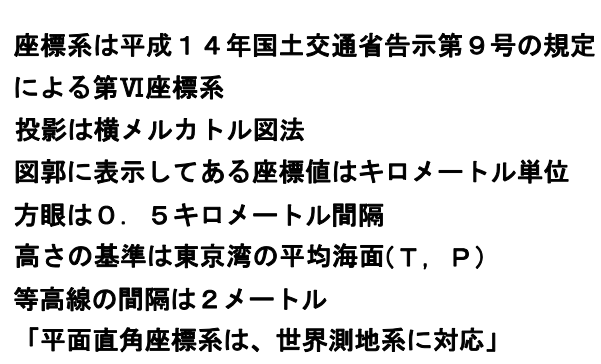 座標系は平成１４年国土交通省告示第９号の規定
による第Ⅵ座標系
投影は横メルカトル図法
図郭に表示してある座標値はキロメートル単位
方眼は０．５キロメートル間隔
高さの基準は東京湾の平均海面(Ｔ，Ｐ)
等高線の間隔は２メートル
「平面直角座標系は、世界測地系に対応」